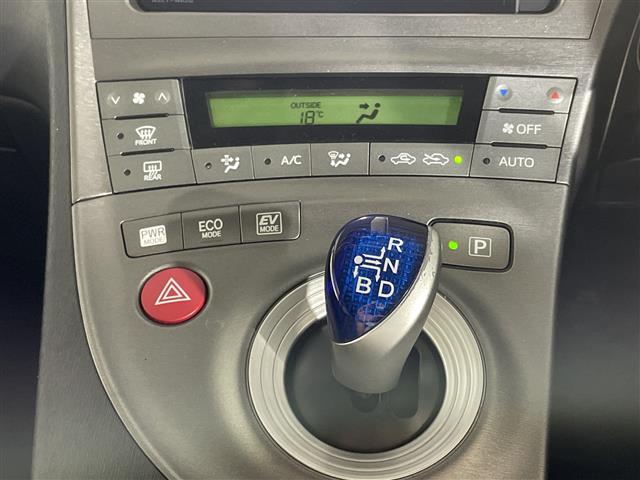 OUTSIDE
18°C
FRONT
OFF
REAR
A/C
AUTO
PWR MODE
ECO MODE
EV MODE
P
R
N
B D